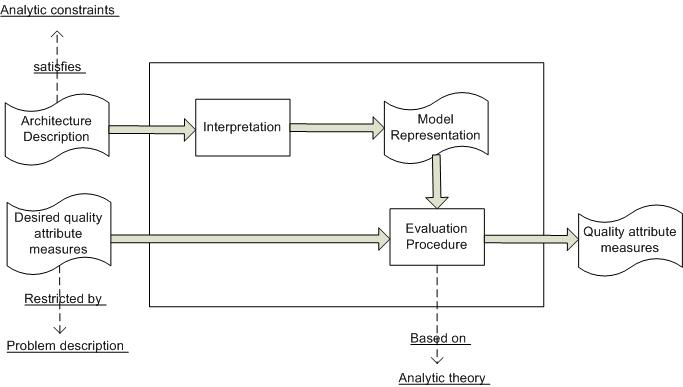 Analytic constraints
satisfies
Architecture
Description
Interpretation
Model
Representation
Desired quality
attribute
measures
Evaluation
Procedure
Quality attribute
measures
Restricted by
Problem description
Based on
Analytic theory